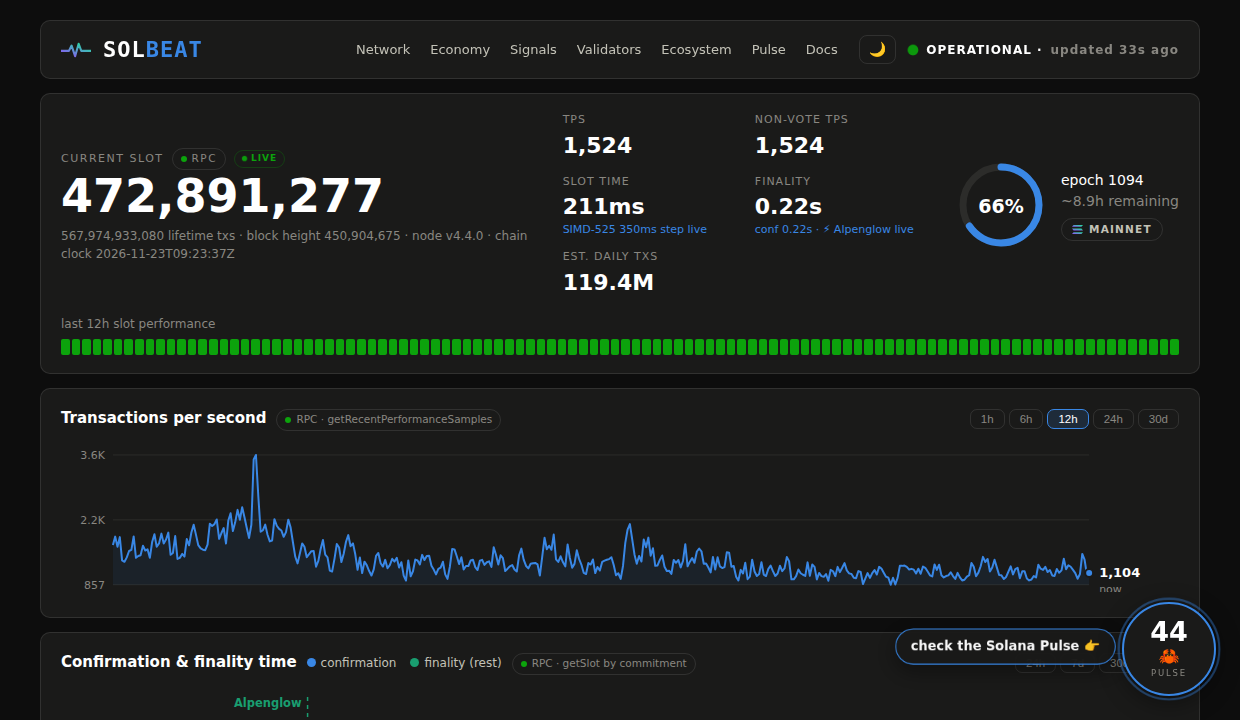 SOLBEAT
Network Economy Signals Validators Ecosystem Pulse Docs
OPERATIONAL · updated 33s ago
CURRENT SLOT RPC LIVE
472,891,277
567,974,933,080 lifetime txs · block height 450,904,675 · node v4.4.0 · chain
clock 2026-11-23T09:23:37Z
TPS
1,524
NON-VOTE TPS
1,524
SLOT TIME
211ms
SIMD-525 350ms step live
FINALITY
0.22s
conf 0.22s · ⚡ Alpenglow live
EST. DAILY TXS
119.4M
66%
epoch 1094
~8.9h remaining
MAINNET
last 12h slot performance
Transactions per second RPC · getRecentPerformanceSamples
1h 6h 12h 24h 30d
3.6K
2.2K
857
1,104
now
Confirmation & finality time confirmation finality (rest) RPC · getSlot by commitment
check the Solana Pulse 👉
44
PULSE
Alpenglow